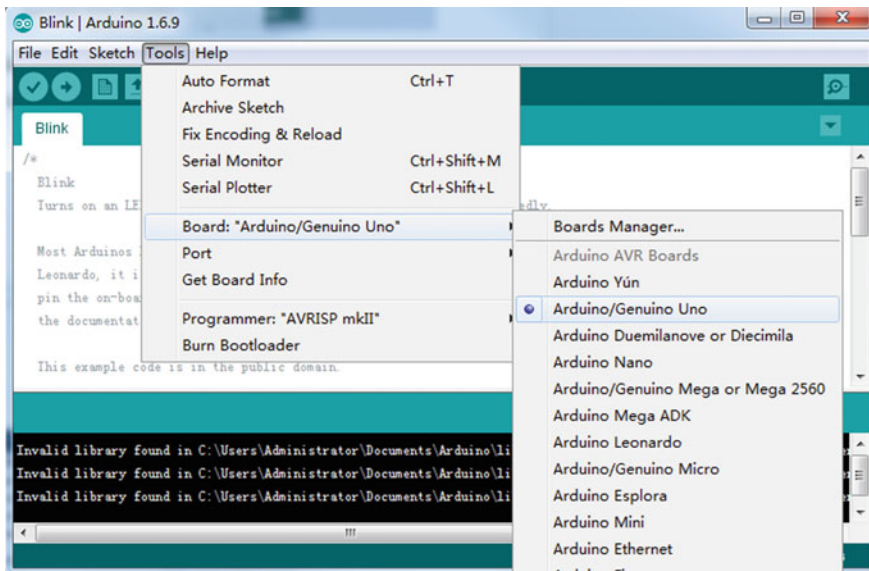 Blink | Arduino 1.6.9
File Edit Sketch Tools Help
Blink
Auto Format Ctrl+T
Archive Sketch
Fix Encoding & Reload
Serial Monitor Ctrl+Shift+M
Serial Plotter Ctrl+Shift+L
Board: "Arduino/Genuino Uno"
Port
Get Board Info
Programmer: "AVRISP mkII"
Burn Bootloader
Boards Manager...
Arduino AVR Boards
Arduino Yún
Arduino/Genuino Uno
Arduino Duemilanove or Diecimila
Arduino Nano
Arduino/Genuino Mega or Mega 2560
Arduino Mega ADK
Arduino Leonardo
Arduino/Genuino Micro
Arduino Esplora
Arduino Mini
Arduino Ethernet
/*
Blink
Turns on an
Most Arduinos
Leonardo, it
pin the
the
This example code is in the public domain.
Invalid library found in C:\Users\Administrator\Documents\Arduino\li
Invalid library found in C:\Users\Administrator\Documents\Arduino\li
Invalid library found in C:\Users\Administrator\Documents\Arduino\li